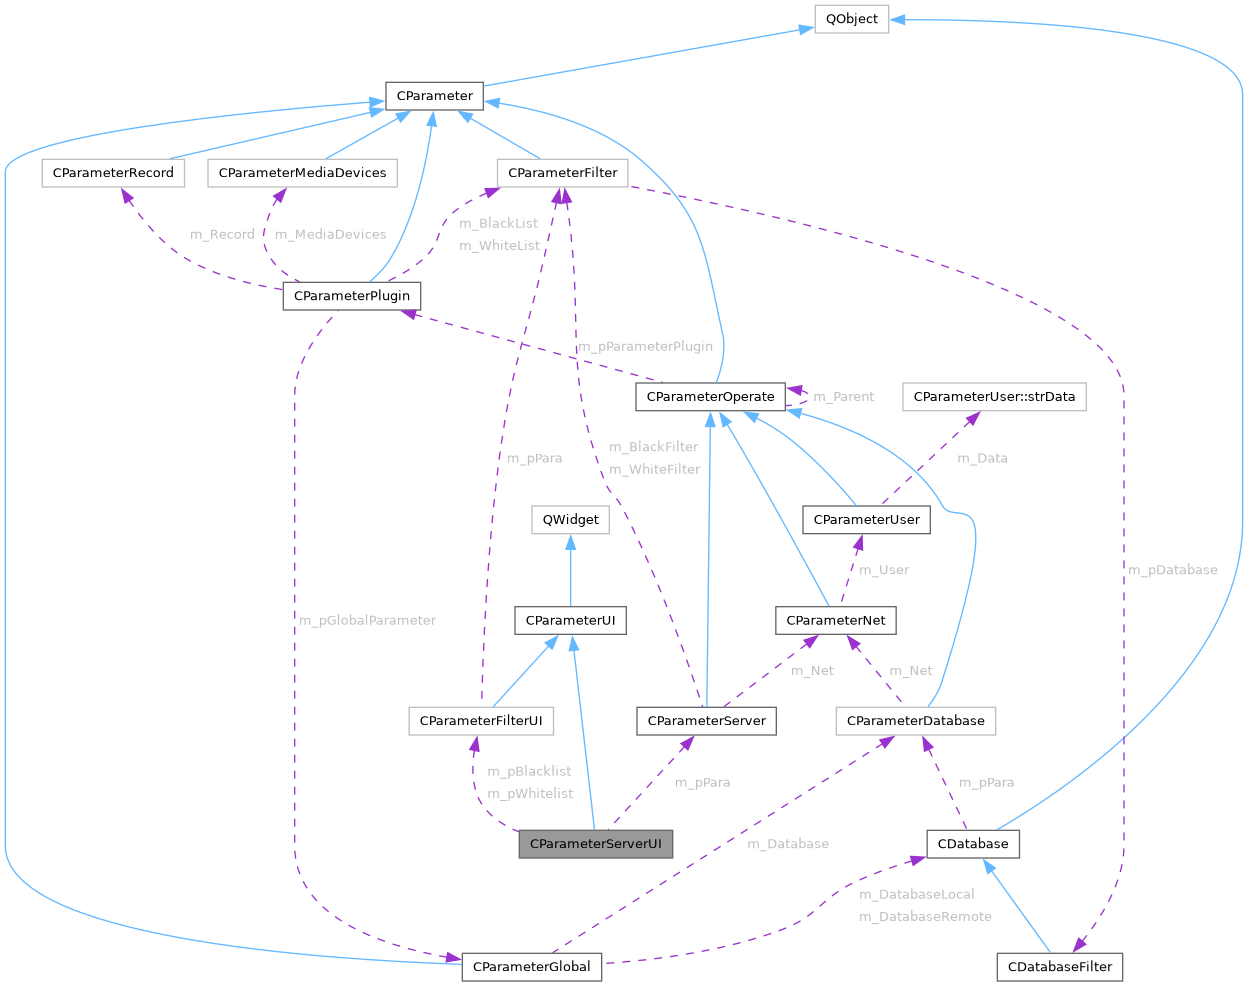 QObject
CParameter
CParameterRecord
CParameterMediaDevices
CParameterFilter
m_BlackList
m_WhiteList
m_Record
m_MediaDevices
CParameterPlugin
m_pParameterPlugin
CParameterOperate
m_Parent
CParameterUser::strData
m_BlackFilter
m_WhiteFilter
m_pPara
m_Data
QWidget
CParameterUser
m_User
m_pDatabase
m_pGlobalParameter
CParameterUI
CParameterNet
m_Net
m_Net
CParameterFilterUI
CParameterServer
CParameterDatabase
m_pBlacklist
m_pWhitelist
m_pPara
m_pPara
CParameterServerUI
m_Database
CDatabase
m_DatabaseLocal
m_DatabaseRemote
CParameterGlobal
CDatabaseFilter